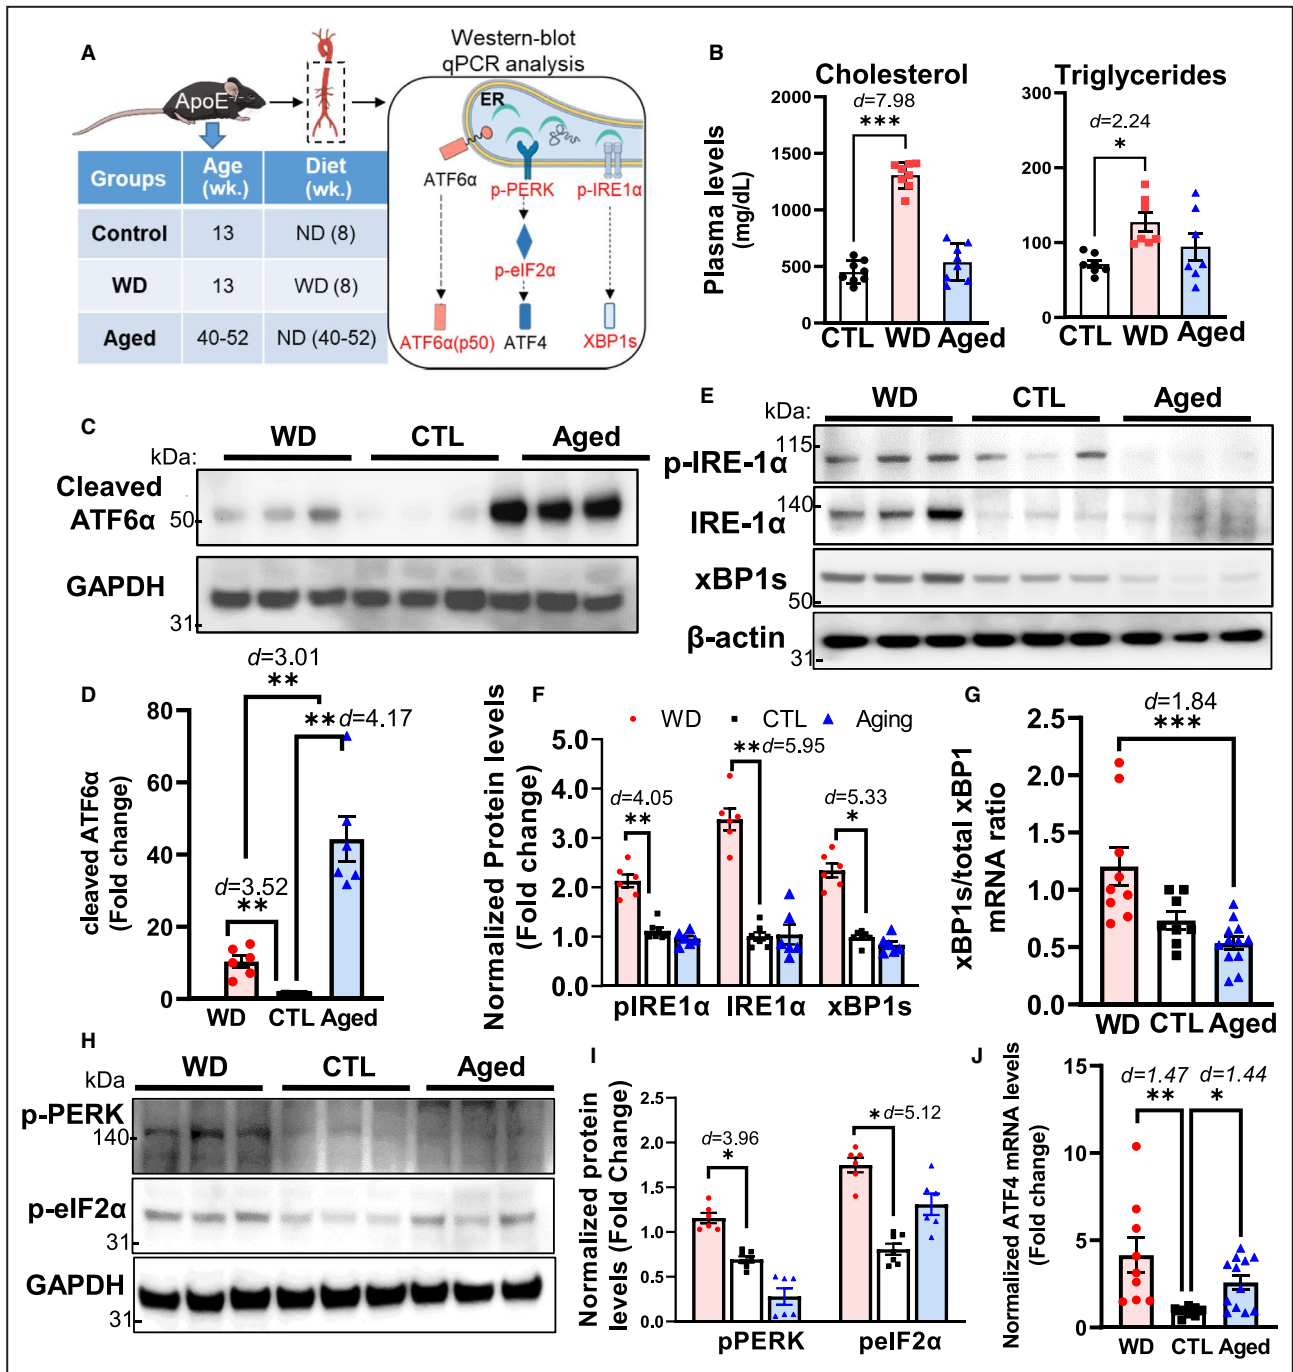 A
Western-blot
qPCR analysis
ApoE-/-
ER
ATF6α
p-PERK
p-IRE1α
p-eIF2α
ATF6α(p50)
ATF4
XBP1s
Groups
Age
(wk.)
Diet
(wk.)
Control
13
ND (8)
WD
13
WD (8)
Aged
40-52
ND (40-52)
B
Cholesterol
Triglycerides
Plasma levels
(mg/dL)
2000
1500
1000
500
0
d=7.98
***
CTL WD Aged
300
200
100
0
d=2.24
*
CTL WD Aged
C
kDa:
WD
CTL
Aged
Cleaved
ATF6α
50
GAPDH
31
E
kDa:
WD
CTL
Aged
115
p-IRE-1α
140
IRE-1α
xBP1s
50
β-actin
31
D
cleaved ATF6α
(Fold change)
80
60
40
20
0
d=3.01
**
** d=4.17
d=3.52
**
WD CTL Aged
F
Normalized Protein levels
(Fold change)
WD
CTL
Aging
5.0
4.0
3.0
2.0
1.0
0.0
d=4.05
**
** d=5.95
d=5.33
*
pIRE1α IRE1α xBP1s
G
xBP1s/total xBP1
mRNA ratio
2.5
2.0
1.5
1.0
0.5
0.0
d=1.84
***
WD CTL Aged
H
kDa
WD
CTL
Aged
p-PERK
140
p-eIF2α
31
GAPDH
31
I
Normalized protein
levels (Fold Change)
2.5
2.0
1.5
1.0
0.5
0.0
d=3.96
*
* d=5.12
pPERK peIF2α
J
Normalized ATF4 mRNA levels
(Fold change)
15
10
5
0
d=1.47
**
d=1.44
*
WD CTL Aged